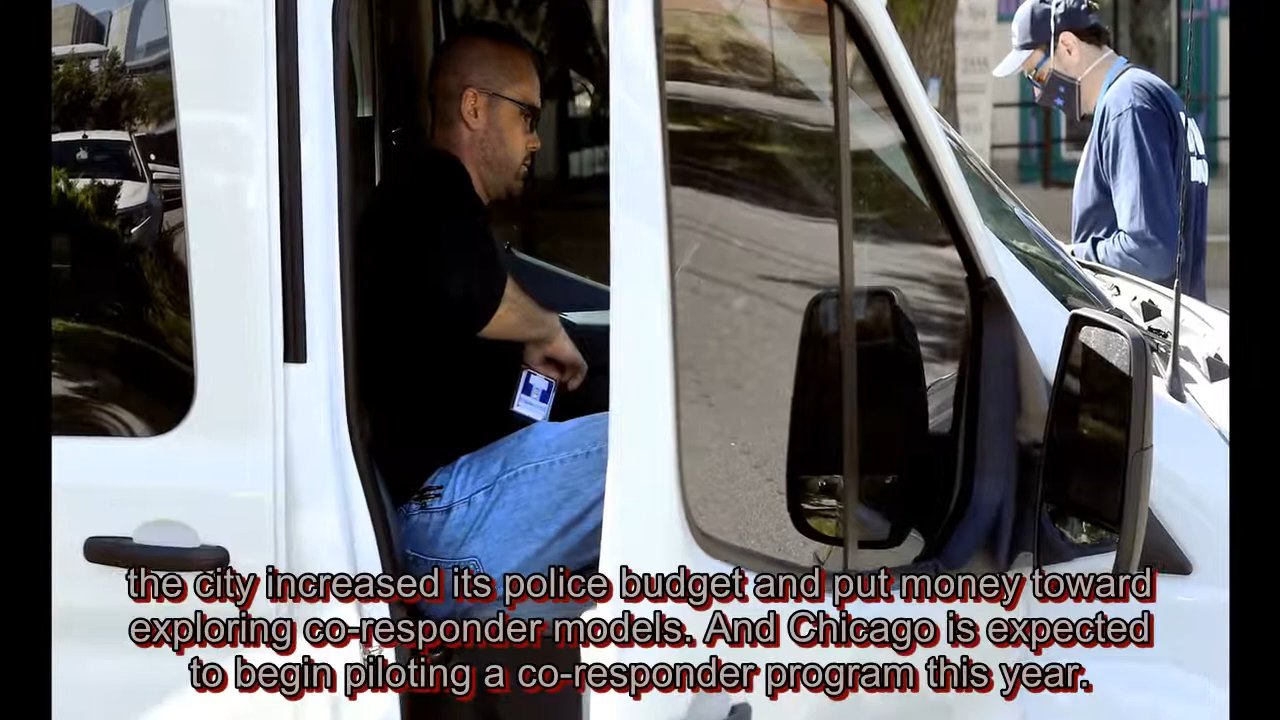 the city increased its police budget and put money toward
exploring co-responder models. And Chicago is expected
to begin piloting a co-responder program this year.